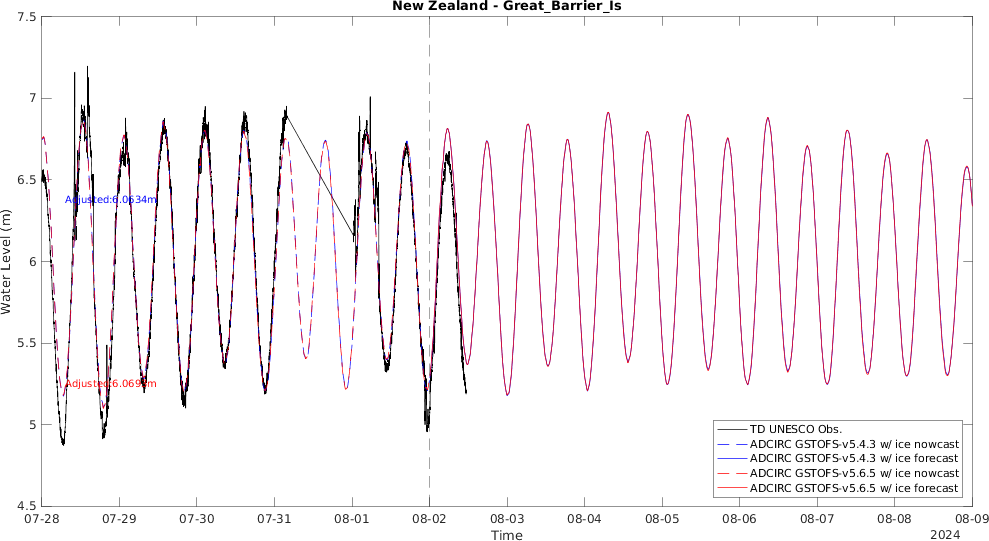 New Zealand - Great_Barrier_Is
7.5
7
6.5
6
5.5
5
4.5
Water Level (m)
Adjusted:6.0634m
TD UNESCO Obs.
ADCIRC GSTOFS-v5.4.3 w/ ice nowcast
ADCIRC GSTOFS-v5.4.3 w/ ice forecast
ADCIRC GSTOFS-v5.6.5 w/ ice nowcast
ADCIRC GSTOFS-v5.6.5 w/ ice forecast
07-28 07-29 07-30 07-31 08-01 08-02 08-03 08-04 08-05 08-06 08-07 08-08 08-09
Time
2024